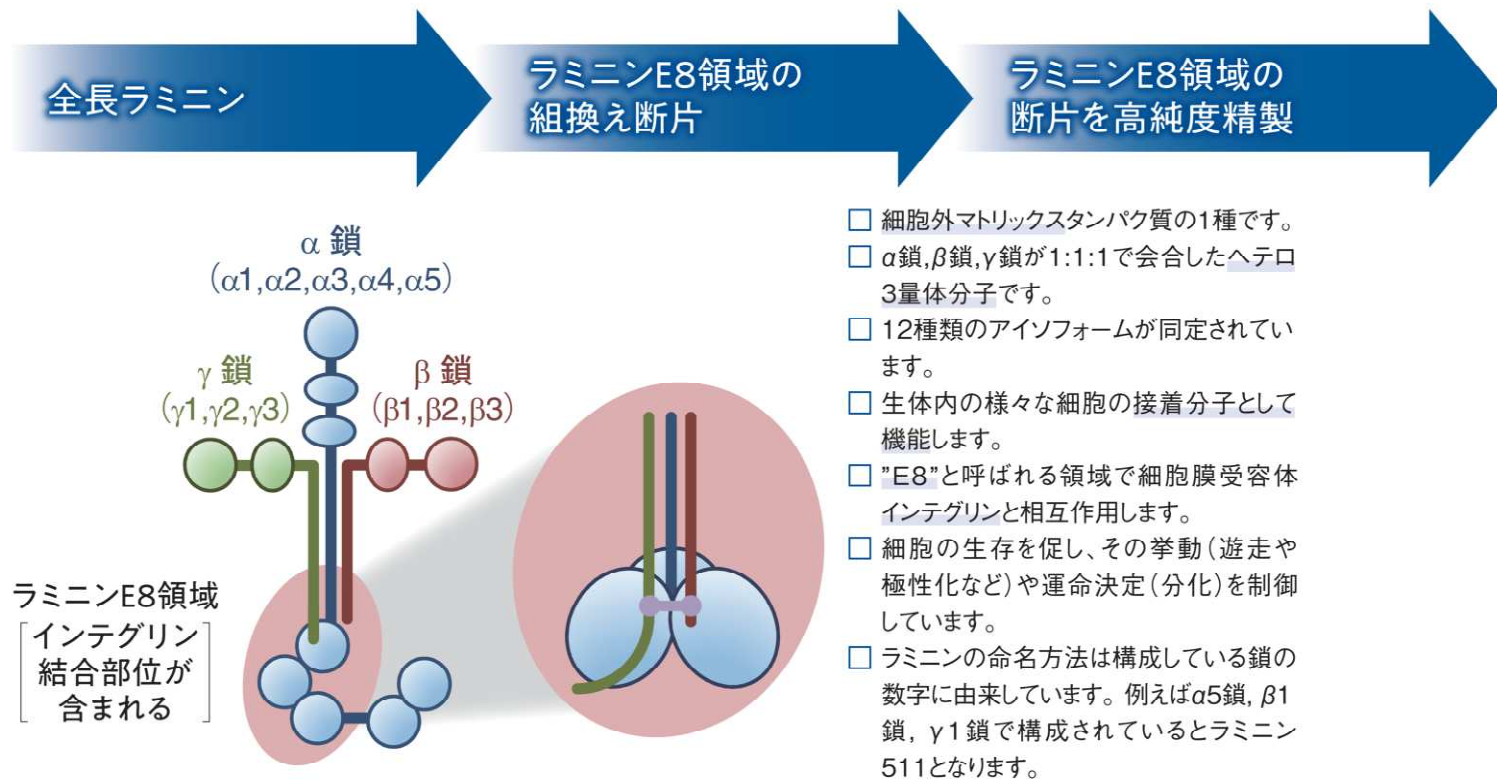 全長ラミニン
ラミニンE8領域の
組換え断片
ラミニンE8領域の
断片を高純度精製
α 鎖
(α1,α2,α3,α4,α5)
γ 鎖
(γ1,γ2,γ3)
β 鎖
(β1,β2,β3)
ラミニンE8領域
[インテグリン
結合部位が
含まれる]
□ 細胞外マトリックスタンパク質の1種です。
□ α鎖,β鎖,γ鎖が1:1:1で会合したヘテロ
3量体分子です。
□ 12種類のアイソフォームが同定されてい
ます。
□ 生体内の様々な細胞の接着分子として
機能します。
□ ”E8”と呼ばれる領域で細胞膜受容体
インテグリンと相互作用します。
□ 細胞の生存を促し、その挙動(遊走や
極性化など)や運命決定(分化)を制御
しています。
□ ラミニンの命名方法は構成している鎖の
数字に由来しています。例えばα5鎖, β1
鎖, γ1鎖で構成されているとラミニン
511となります。